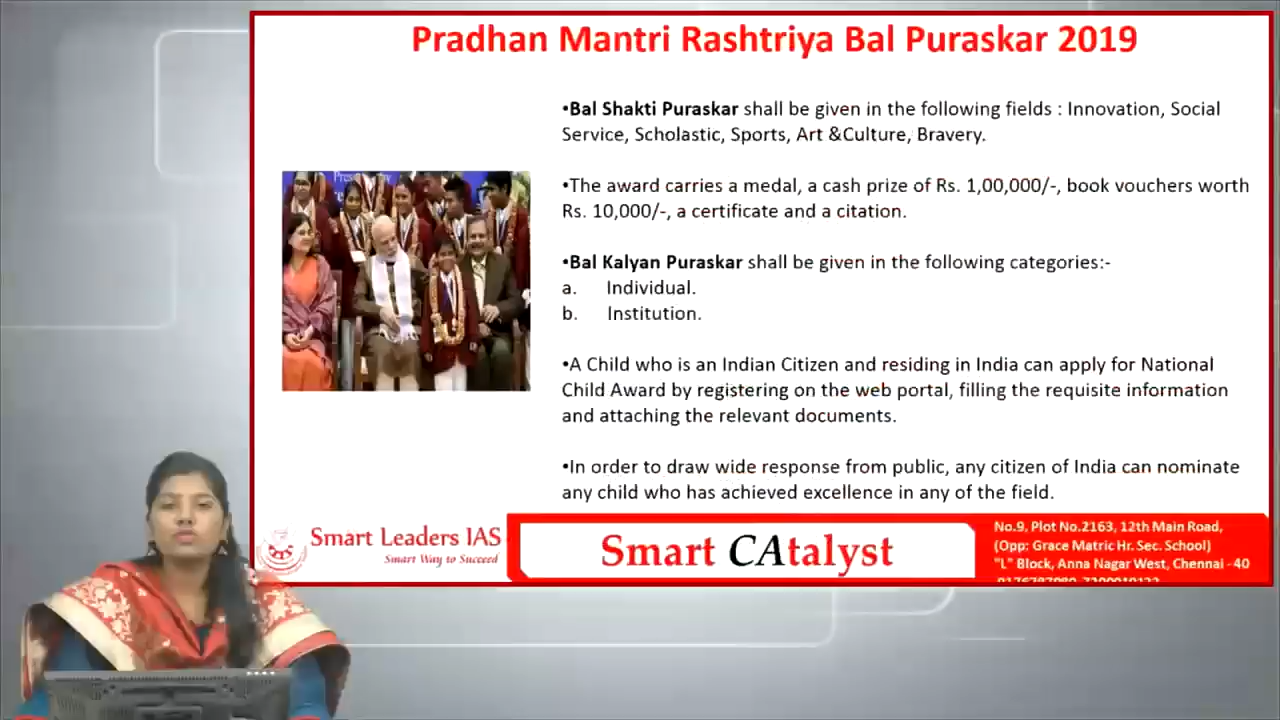 Pradhan Mantri Rashtriya Bal Puraskar 2019
•Bal Shakti Puraskar shall be given in the following fields : Innovation, Social
Service, Scholastic, Sports, Art &Culture, Bravery.
•The award carries a medal, a cash prize of Rs. 1,00,000/-, book vouchers worth
Rs. 10,000/-, a certificate and a citation.
•Bal Kalyan Puraskar shall be given in the following categories:-
a. Individual.
b. Institution.
•A Child who is an Indian Citizen and residing in India can apply for National
Child Award by registering on the web portal, filling the requisite information
and attaching the relevant documents.
•In order to draw wide response from public, any citizen of India can nominate
any child who has achieved excellence in any of the field.
Smart Leaders IAS
Smart Way to Succeed
Smart CAtalyst
No.9, Plot No.2163, 12th Main Road,
(Opp: Grace Matric Hr. Sec. School)
"L" Block, Anna Nagar West, Chennai - 40